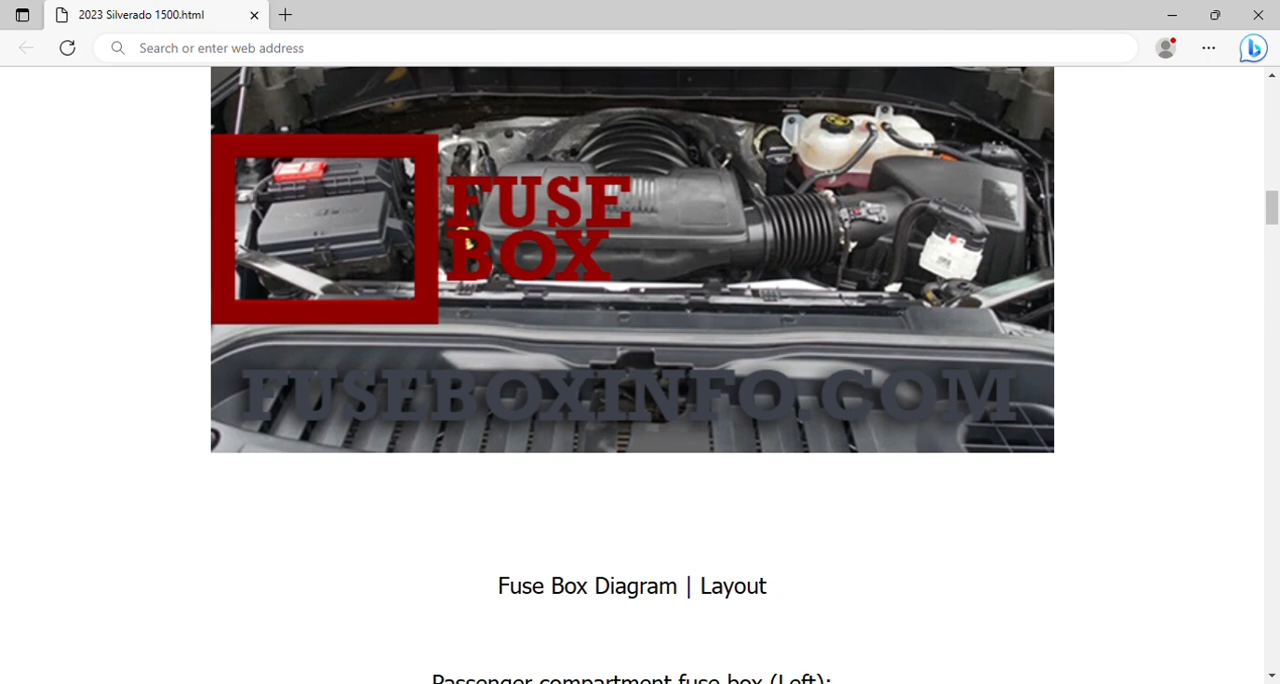 2023 Silverado 1500.html
Search or enter web address
FUSE
BOX
FUSEBOXINFO.COM
Fuse Box Diagram | Layout
Passenger compartment fuse box (Left):